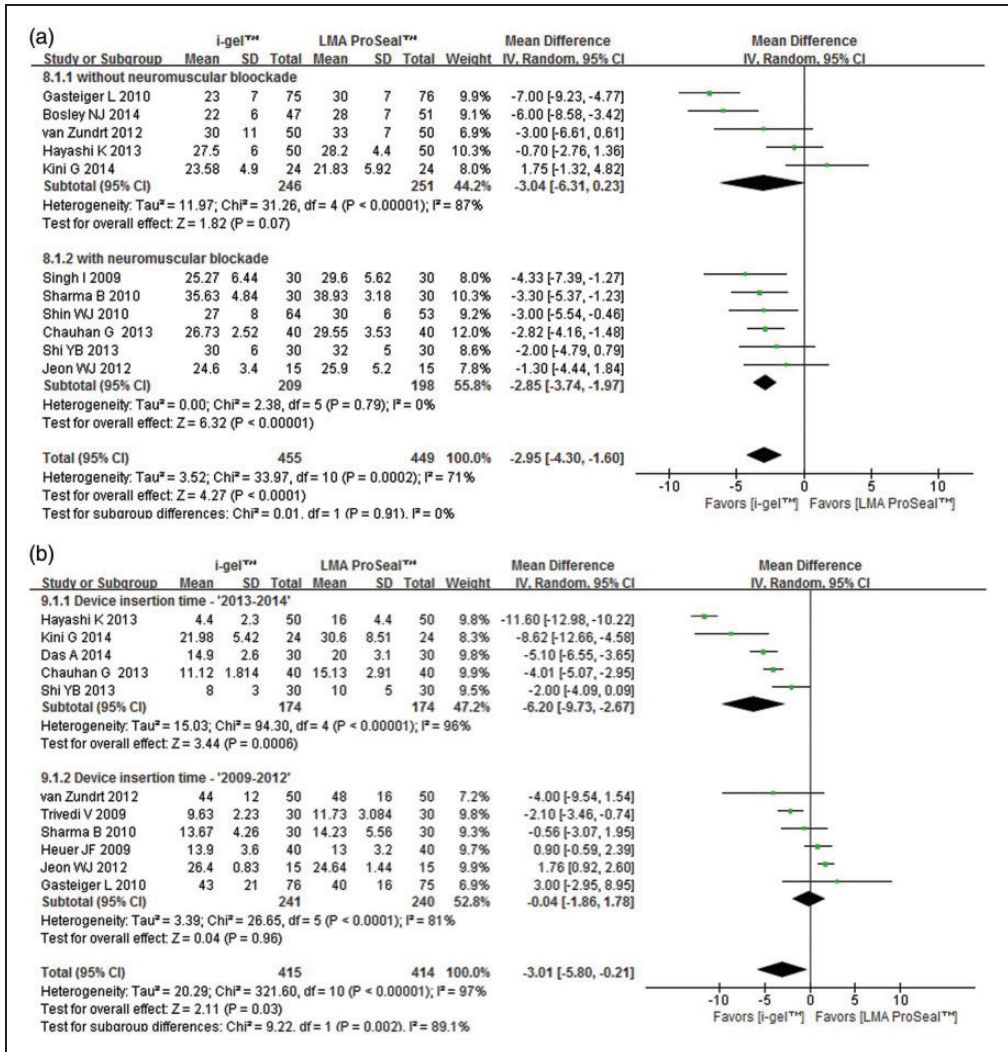 (a)
i-gel™ LMA ProSeal™ Mean Difference Mean Difference
Study or Subgroup Mean SD Total Mean SD Total Weight IV, Random, 95% CI IV, Random, 95% CI
8.1.1 without neuromuscular bloockade
Gasteiger L 2010 23 7 75 30 7 76 9.9% -7.00 [-9.23, -4.77]
Bosley NJ 2014 22 6 47 28 7 51 9.1% -6.00 [-8.58, -3.42]
van Zundrt 2012 30 11 50 33 7 50 6.9% -3.00 [-6.61, 0.61]
Hayashi K 2013 27.5 6 50 28.2 4.4 50 10.3% -0.70 [-2.76, 1.36]
Kini G 2014 23.58 4.9 24 21.83 5.92 24 8.0% 1.75 [-1.32, 4.82]
Subtotal (95% CI) 246 251 44.2% -3.04 [-6.31, 0.23]
Heterogeneity: Tau² = 11.97; Chi² = 31.26, df = 4 (P < 0.00001); I² = 87%
Test for overall effect: Z = 1.82 (P = 0.07)
8.1.2 with neuromuscular blockade
Singh I 2009 25.27 6.44 30 29.6 5.62 30 8.0% -4.33 [-7.39, -1.27]
Sharma B 2010 35.63 4.84 30 38.93 3.18 30 10.3% -3.30 [-5.37, -1.23]
Shin WJ 2010 27 8 64 30 6 53 9.2% -3.00 [-5.54, -0.46]
Chauhan G 2013 26.73 2.52 40 29.55 3.53 40 12.0% -2.82 [-4.16, -1.48]
Shi YB 2013 30 6 30 32 5 30 8.6% -2.00 [-4.79, 0.79]
Jeon WJ 2012 24.6 3.4 15 25.9 5.2 15 7.8% -1.30 [-4.44, 1.84]
Subtotal (95% CI) 209 198 55.8% -2.85 [-3.74, -1.97]
Heterogeneity: Tau² = 0.00; Chi² = 2.38, df = 5 (P = 0.79); I² = 0%
Test for overall effect: Z = 6.32 (P < 0.00001)
Total (95% CI) 455 449 100.0% -2.95 [-4.30, -1.60]
Heterogeneity: Tau² = 3.52; Chi² = 33.97, df = 10 (P = 0.0002); I² = 71%
Test for overall effect: Z = 4.27 (P < 0.0001)
Test for subgroup differences: Chi² = 0.01, df = 1 (P = 0.91), I² = 0%
-10 -5 0 5 10
Favors [i-gel™] Favors [LMA ProSeal™]
(b)
i-gel™ LMA ProSeal™ Mean Difference Mean Difference
Study or Subgroup Mean SD Total Mean SD Total Weight IV, Random, 95% CI IV, Random, 95% CI
9.1.1 Device insertion time - '2013-2014'
Hayashi K 2013 4.4 2.3 50 16 4.4 50 9.8% -11.60 [-12.98, -10.22]
Kini G 2014 21.98 5.42 24 30.6 8.51 24 8.3% -8.62 [-12.66, -4.58]
Das A 2014 14.9 2.6 30 20 3.1 30 9.8% -5.10 [-6.55, -3.65]
Chauhan G 2013 11.12 1.814 40 15.13 2.91 40 9.9% -4.01 [-5.07, -2.95]
Shi YB 2013 8 3 30 10 5 30 9.5% -2.00 [-4.09, 0.09]
Subtotal (95% CI) 174 174 47.2% -6.20 [-9.73, -2.67]
Heterogeneity: Tau² = 15.03; Chi² = 94.30, df = 4 (P < 0.00001); I² = 96%
Test for overall effect: Z = 3.44 (P = 0.0006)
9.1.2 Device insertion time - '2009-2012'
van Zundrt 2012 44 12 50 48 16 50 7.2% -4.00 [-9.54, 1.54]
Trivedi V 2009 9.63 2.23 30 11.73 3.084 30 9.8% -2.10 [-3.46, -0.74]
Sharma B 2010 13.67 4.26 30 14.23 5.56 30 9.3% -0.56 [-3.07, 1.95]
Heuer JF 2009 13.9 3.6 40 13 3.2 40 9.8% 0.90 [-0.59, 2.39]
Jeon WJ 2012 26.4 0.83 15 24.64 1.44 15 9.9% 1.76 [0.92, 2.60]
Gasteiger L 2010 43 21 76 40 16 75 6.9% 3.00 [-2.95, 8.95]
Subtotal (95% CI) 241 240 52.8% -0.04 [-1.86, 1.78]
Heterogeneity: Tau² = 3.39; Chi² = 26.65, df = 5 (P < 0.0001); I² = 81%
Test for overall effect: Z = 0.04 (P = 0.96)
Total (95% CI) 415 414 100.0% -3.01 [-5.80, -0.21]
Heterogeneity: Tau² = 20.29; Chi² = 321.60, df = 10 (P < 0.00001); I² = 97%
Test for overall effect: Z = 2.11 (P = 0.03)
Test for subgroup differences: Chi² = 9.22, df = 1 (P = 0.002), I² = 89.1%
-10 -5 0 5 10
Favors [i-gel™] Favors [LMA ProSeal™]